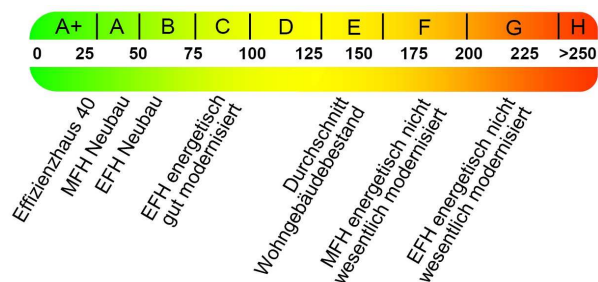 A+ A B C D E F G H
0 25 50 75 100 125 150 175 200 225 >250
Effizienzhaus 40
MFH Neubau
EFH Neubau
EFH energetisch
gut modernisiert
Durchschnitt
Wohngebäudebestand
MFH energetisch nicht
wesentlich modernisiert
EFH energetisch nicht
wesentlich modernisiert